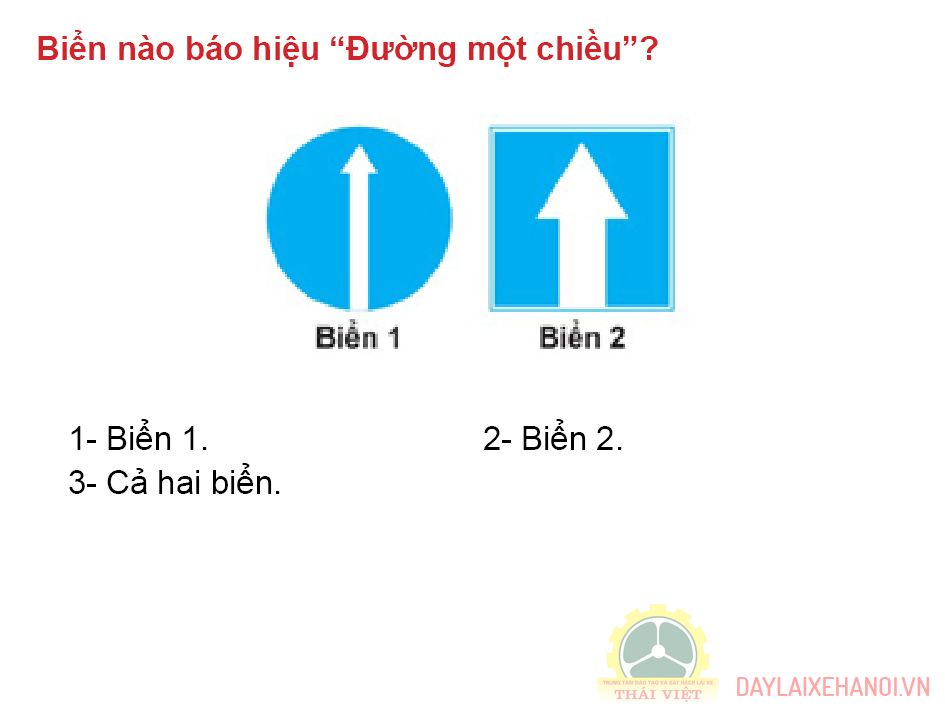 Biển nào báo hiệu “Đường một chiều”?
Biển 1
Biển 2
1- Biển 1.
2- Biển 2.
3- Cả hai biển.
TRUNG TÂM ĐÀO TẠO VÀ SÁT HẠCH LÁI XE
THÁI VIỆT
DAYLAIXEHANOI.VN